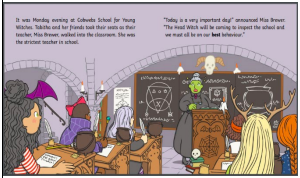 It was Monday evening at Cobwebs School for Young
Witches. Tabitha and her friends took their seats as their
teacher, Miss Brewer, walked into the classroom. She was
the strictest teacher in school.
"Today is a very important day!" announced Miss Brewer.
"The Head Witch will be coming to inspect the school and
we must all be on our best behaviour."